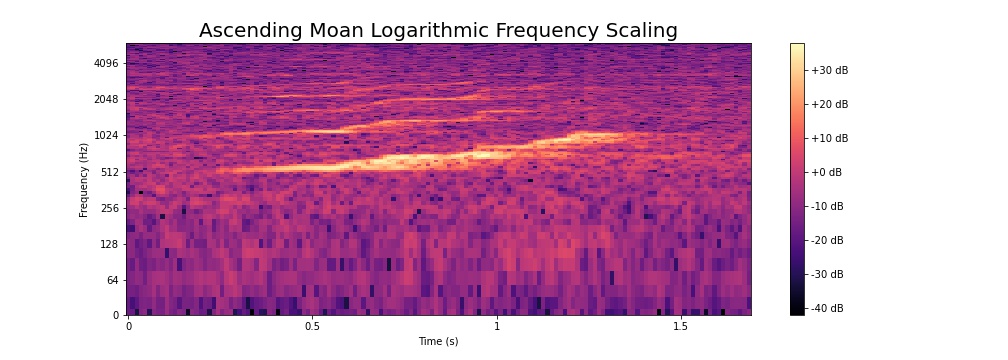 Ascending Moan Logarithmic Frequency Scaling
Frequency (Hz)
4096
2048
1024
512
256
128
64
0
0
0.5
1
1.5
Time (s)
+30 dB
+20 dB
+10 dB
+0 dB
-10 dB
-20 dB
-30 dB
-40 dB